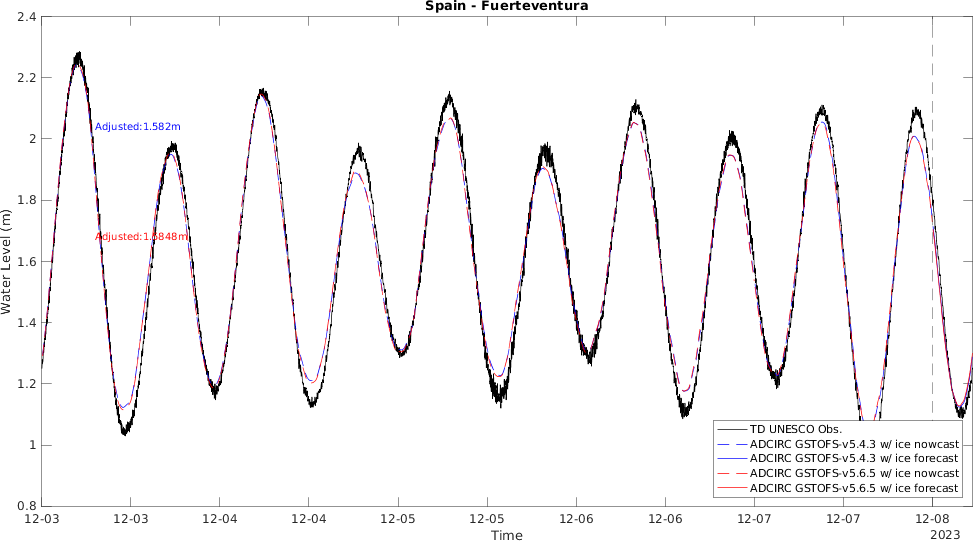 Spain - Fuerteventura
2.4
2.2
2
1.8
1.6
1.4
1.2
1
0.8
Water Level (m)
Adjusted:1.582m
Adjusted:1.5848m
TD UNESCO Obs.
ADCIRC GSTOFS-v5.4.3 w/ ice nowcast
ADCIRC GSTOFS-v5.4.3 w/ ice forecast
ADCIRC GSTOFS-v5.6.5 w/ ice nowcast
ADCIRC GSTOFS-v5.6.5 w/ ice forecast
12-03 12-03 12-04 12-04 12-05 12-05 12-06 12-06 12-07 12-07 12-08
2023
Time